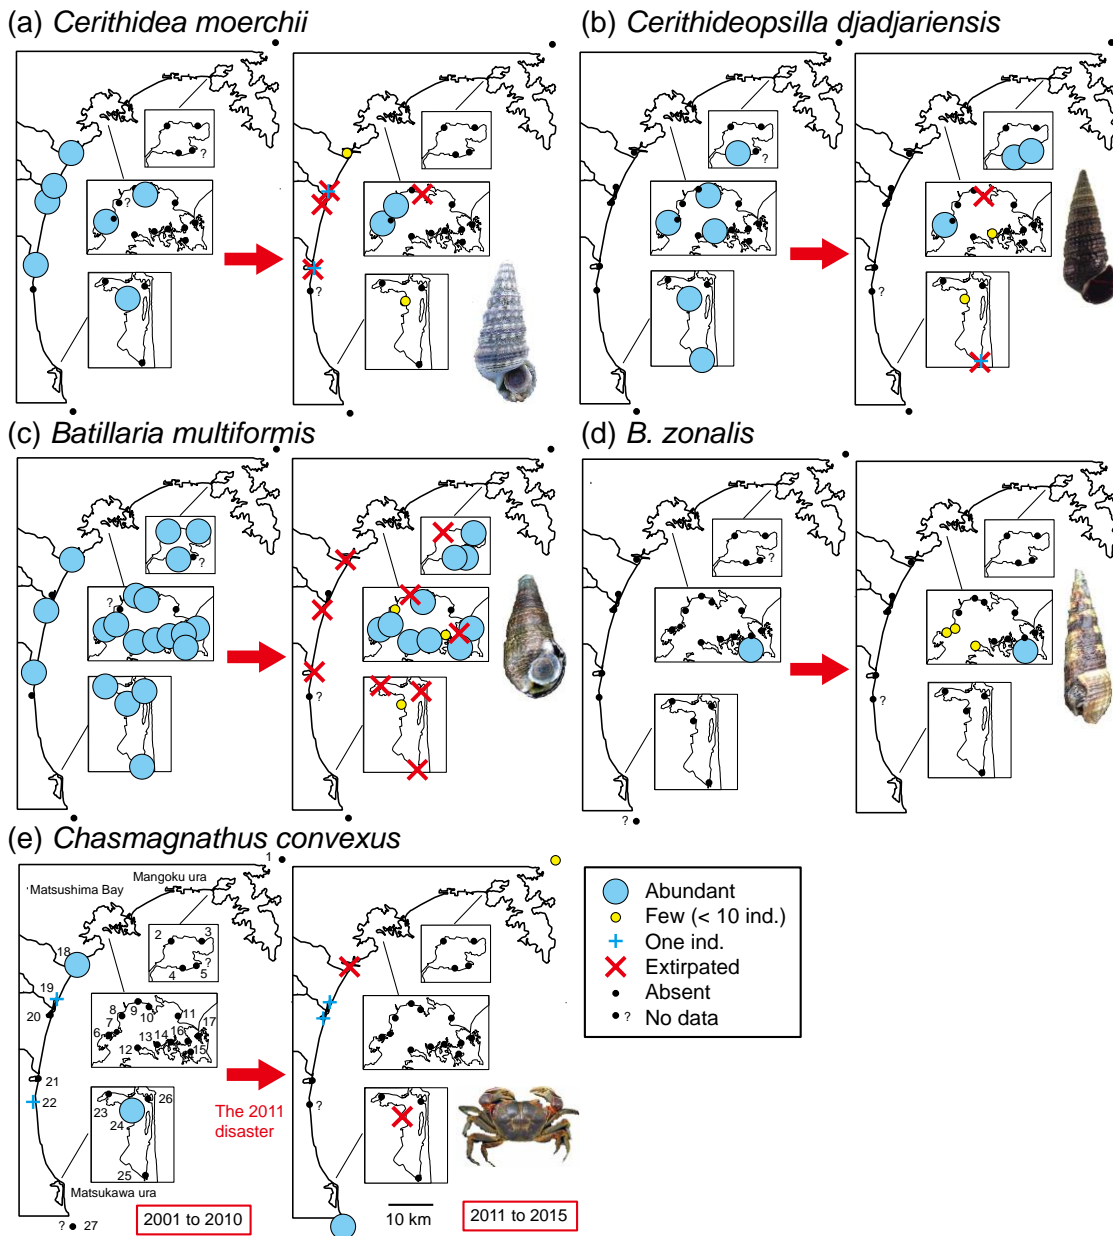 (a) Cerithidea moerchii
(b) Cerithideopsilla djadjariensis
?
?
?
?
?
?
(c) Batillaria multiformis
(d) B. zonalis
?
?
?
?
?
?
(e) Chasmagnathus convexus
1
Mangoku ura
Matsushima Bay
2
3
18
?
4
5
19
20
8
9
10
11
7
6
17
16
14
13
12
15
21
22
23
26
24
25
Matsukawa ura
? 27
The 2011
disaster
?
10 km
2001 to 2010
2011 to 2015
Abundant
Few (< 10 ind.)
One ind.
Extirpated
Absent
? No data